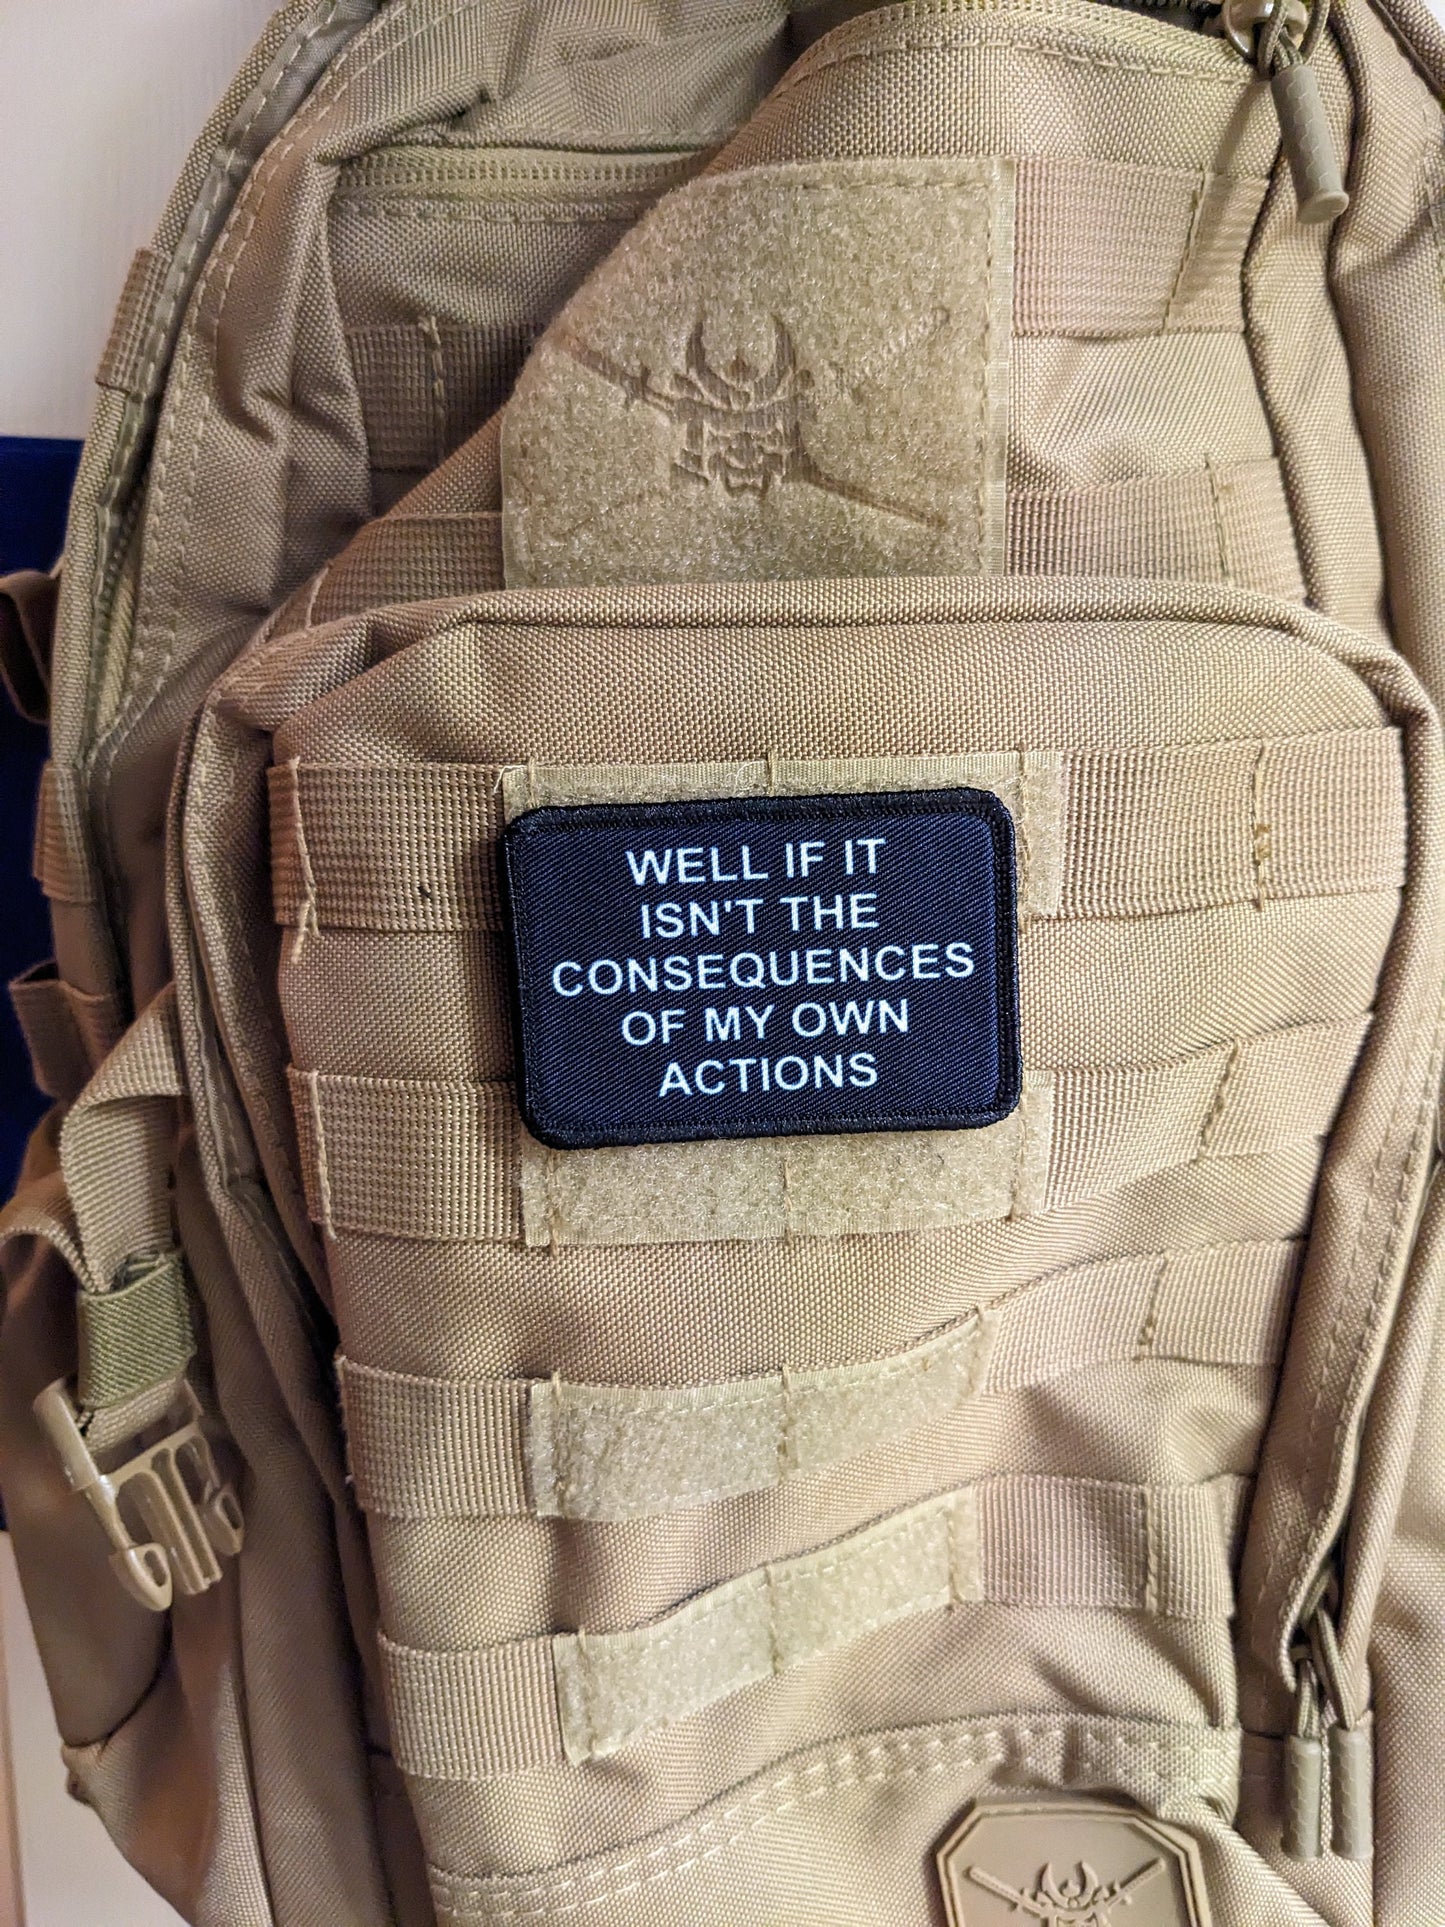 WELL IF IT
ISN'T THE
CONSEQUENCES
OF MY OWN
ACTIONS